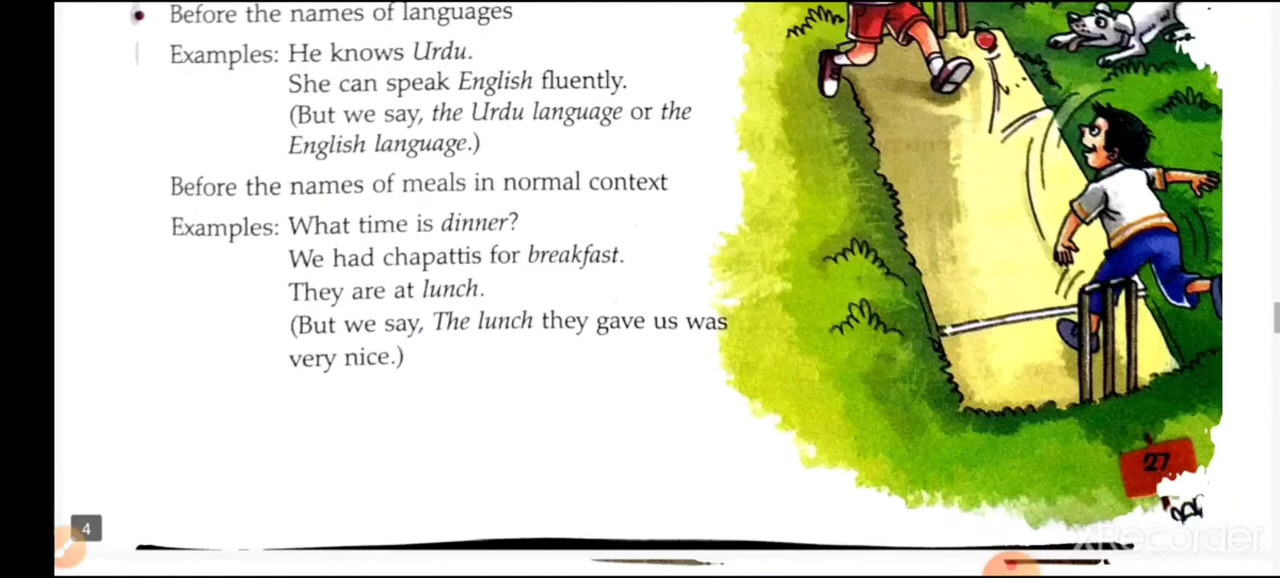 • Before the names of languages
Examples: He knows Urdu.
She can speak English fluently.
(But we say, the Urdu language or the
English language.)
Before the names of meals in normal context
Examples: What time is dinner?
We had chapattis for breakfast.
They are at lunch.
(But we say, The lunch they gave us was
very nice.)
27
4
XRecorder